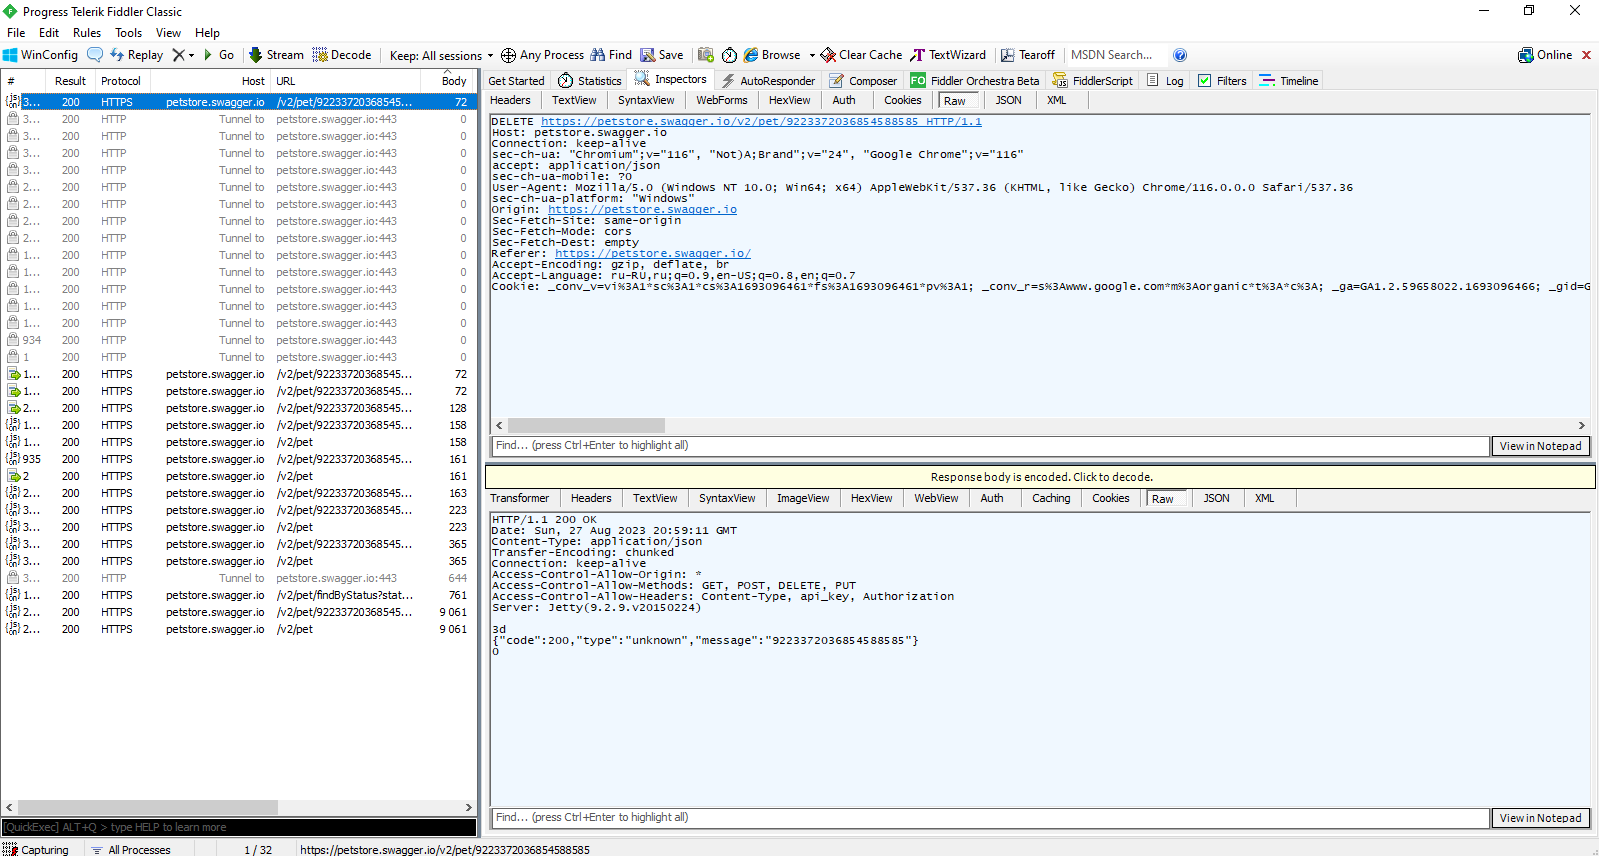 Progress Telerik Fiddler Classic
File Edit Rules Tools View Help
WinConfig Replay Go Stream Decode Keep: All sessions Any Process Find Save Browse Clear Cache TextWizard Tearoff MSDN Search... Online
# Result Protocol Host URL Body
3... 200 HTTPS petstore.swagger.io /v2/pet/92233720368545... 72
3... 200 HTTP Tunnel to petstore.swagger.io:443 0
3... 200 HTTP Tunnel to petstore.swagger.io:443 0
3... 200 HTTP Tunnel to petstore.swagger.io:443 0
3... 200 HTTP Tunnel to petstore.swagger.io:443 0
2... 200 HTTP Tunnel to petstore.swagger.io:443 0
2... 200 HTTP Tunnel to petstore.swagger.io:443 0
2... 200 HTTP Tunnel to petstore.swagger.io:443 0
2... 200 HTTP Tunnel to petstore.swagger.io:443 0
1... 200 HTTP Tunnel to petstore.swagger.io:443 0
1... 200 HTTP Tunnel to petstore.swagger.io:443 0
1... 200 HTTP Tunnel to petstore.swagger.io:443 0
1... 200 HTTP Tunnel to petstore.swagger.io:443 0
1... 200 HTTP Tunnel to petstore.swagger.io:443 0
934 200 HTTP Tunnel to petstore.swagger.io:443 0
1 200 HTTP Tunnel to petstore.swagger.io:443 0
1... 200 HTTPS petstore.swagger.io /v2/pet/92233720368545... 72
1... 200 HTTPS petstore.swagger.io /v2/pet/92233720368545... 72
2... 200 HTTPS petstore.swagger.io /v2/pet/92233720368545... 128
1... 200 HTTPS petstore.swagger.io /v2/pet/92233720368545... 158
1... 200 HTTPS petstore.swagger.io /v2/pet 158
935 200 HTTPS petstore.swagger.io /v2/pet/92233720368545... 161
2 200 HTTPS petstore.swagger.io /v2/pet 161
2... 200 HTTPS petstore.swagger.io /v2/pet/92233720368545... 163
3... 200 HTTPS petstore.swagger.io /v2/pet/92233720368545... 223
3... 200 HTTPS petstore.swagger.io /v2/pet 223
3... 200 HTTPS petstore.swagger.io /v2/pet/92233720368545... 365
3... 200 HTTPS petstore.swagger.io /v2/pet 365
3... 200 HTTP Tunnel to petstore.swagger.io:443 644
1... 200 HTTPS petstore.swagger.io /v2/pet/findByStatus?stat... 761
2... 200 HTTPS petstore.swagger.io /v2/pet/92233720368545... 9 061
2... 200 HTTPS petstore.swagger.io /v2/pet 9 061
[QuickExec] ALT+Q > type HELP to learn more
Get Started Statistics Inspectors AutoResponder Composer FO Fiddler Orchestra Beta FiddlerScript Log Filters Timeline
Headers TextView SyntaxView WebForms HexView Auth Cookies Raw JSON XML
DELETE https://petstore.swagger.io/v2/pet/9223372036854588585 HTTP/1.1
Host: petstore.swagger.io
Connection: keep-alive
sec-ch-ua: "Chromium";v="116", "Not)A;Brand";v="24", "Google Chrome";v="116"
accept: application/json
sec-ch-ua-mobile: ?0
User-Agent: Mozilla/5.0 (Windows NT 10.0; Win64; x64) AppleWebKit/537.36 (KHTML, like Gecko) Chrome/116.0.0.0 Safari/537.36
sec-ch-ua-platform: "Windows"
Origin: https://petstore.swagger.io
Sec-Fetch-Site: same-origin
Sec-Fetch-Mode: cors
Sec-Fetch-Dest: empty
Referer: https://petstore.swagger.io/
Accept-Encoding: gzip, deflate, br
Accept-Language: ru-RU,ru;q=0.9,en-US;q=0.8,en;q=0.7
Cookie: _conv_v=vi%3A1*sc%3A1*cs%3A1693096461*fs%3A1693096461*pv%3A1; _conv_r=s%3Awww.google.com*m%3Aorganic*t%3A*c%3A; _ga=GA1.2.59658022.1693096466; _gid=G
Find... (press Ctrl+Enter to highlight all) View in Notepad
Response body is encoded. Click to decode.
Transformer Headers TextView SyntaxView ImageView HexView WebView Auth Caching Cookies Raw JSON XML
HTTP/1.1 200 OK
Date: Sun, 27 Aug 2023 20:59:11 GMT
Content-Type: application/json
Transfer-Encoding: chunked
Connection: keep-alive
Access-Control-Allow-Origin: *
Access-Control-Allow-Methods: GET, POST, DELETE, PUT
Access-Control-Allow-Headers: Content-Type, api_key, Authorization
Server: Jetty(9.2.9.v20150224)
3d
{"code":200,"type":"unknown","message":"9223372036854588585"}
0
Find... (press Ctrl+Enter to highlight all) View in Notepad
Capturing All Processes 1 / 32 https://petstore.swagger.io/v2/pet/9223372036854588585